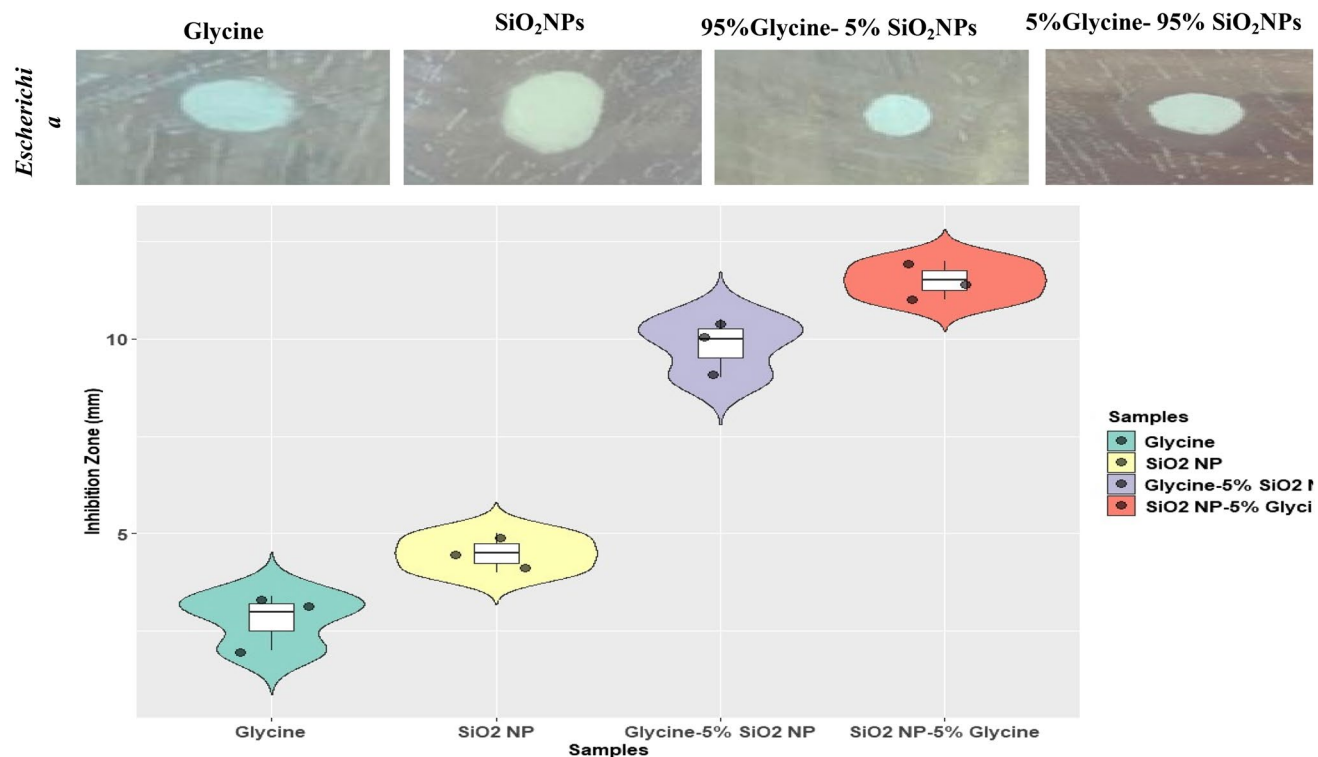 Glycine
SiO₂NPs
95%Glycine- 5% SiO₂NPs
5%Glycine- 95% SiO₂NPs
Escherichi
a
Inhibition Zone (mm)
10
5
Glycine
SiO2 NP
Glycine-5% SiO2 NP
SiO2 NP-5% Glycine
Samples
Samples
Glycine
SiO2 NP
Glycine-5% SiO2 N
SiO2 NP-5% Glyci